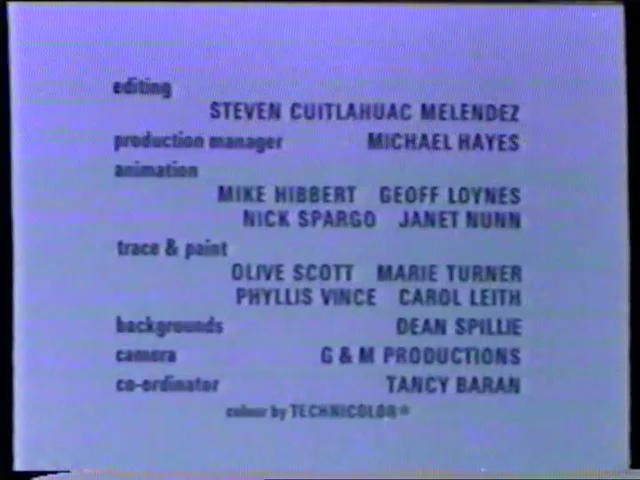 editing
STEVEN CUITLAHUAC MELENDEZ
production manager MICHAEL HAYES
animation
MIKE HIBBERT GEOFF LOYNES
NICK SPARGO JANET NUNN
trace & paint
OLIVE SCOTT MARIE TURNER
PHYLLIS VINCE CAROL LEITH
backgrounds DEAN SPILLIE
camera G & M PRODUCTIONS
co-ordinator TANCY BARAN
colour by TECHNICOLOR®